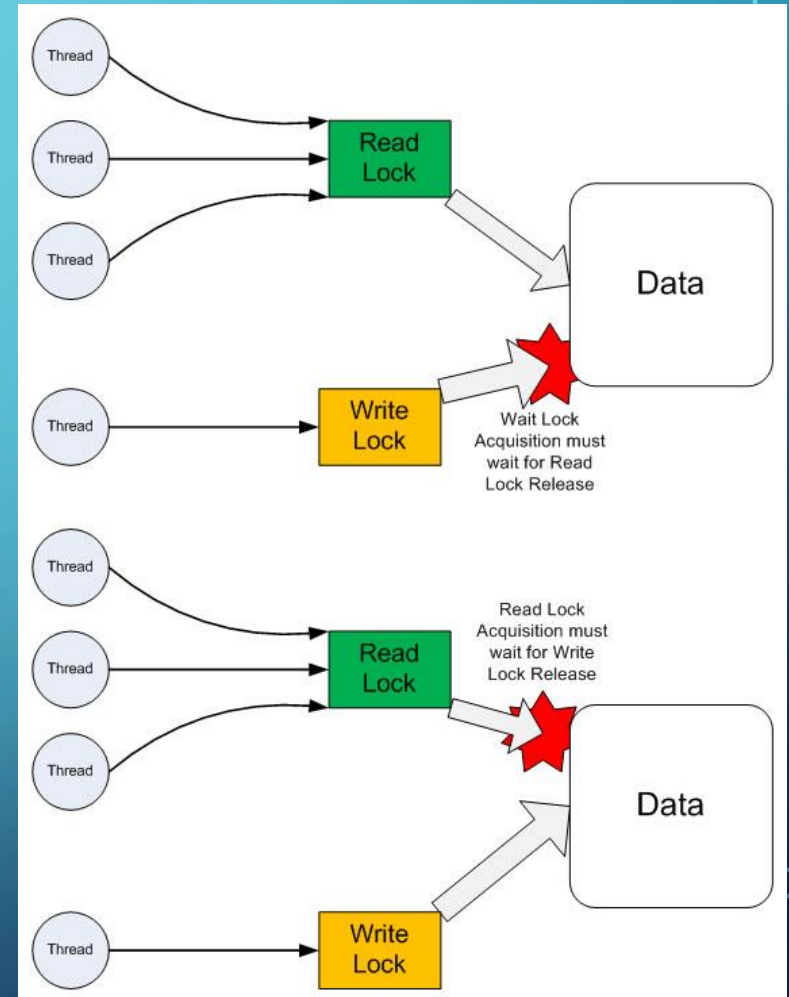 Thread
Thread
Read
Lock
Thread
Data
Thread
Write
Lock
Wait Lock
Acquisition must
wait for Read
Lock Release
Thread
Thread
Read
Lock
Thread
Read Lock
Acquisition must
wait for Write
Lock Release
Data
Thread
Write
Lock